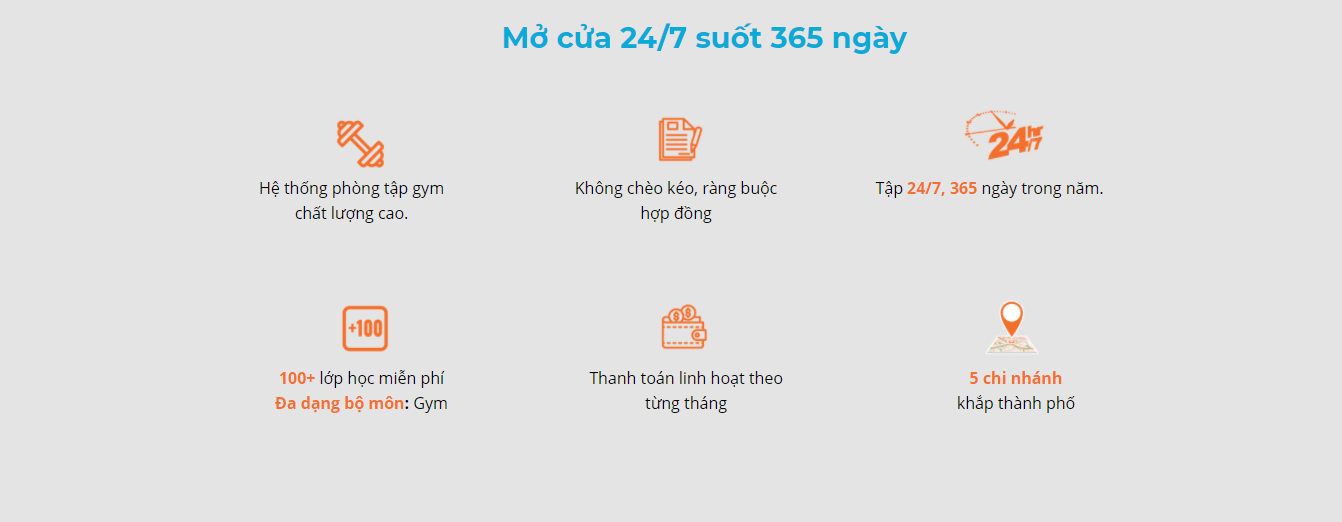 Mở cửa 24/7 suốt 365 ngày
24hr/7
Hệ thống phòng tập gym
chất lượng cao.
Không chèo kéo, ràng buộc
hợp đồng
Tập 24/7, 365 ngày trong năm.
+100
100+ lớp học miễn phí
Đa dạng bộ môn: Gym
Thanh toán linh hoạt theo
từng tháng
5 chi nhánh
khắp thành phố